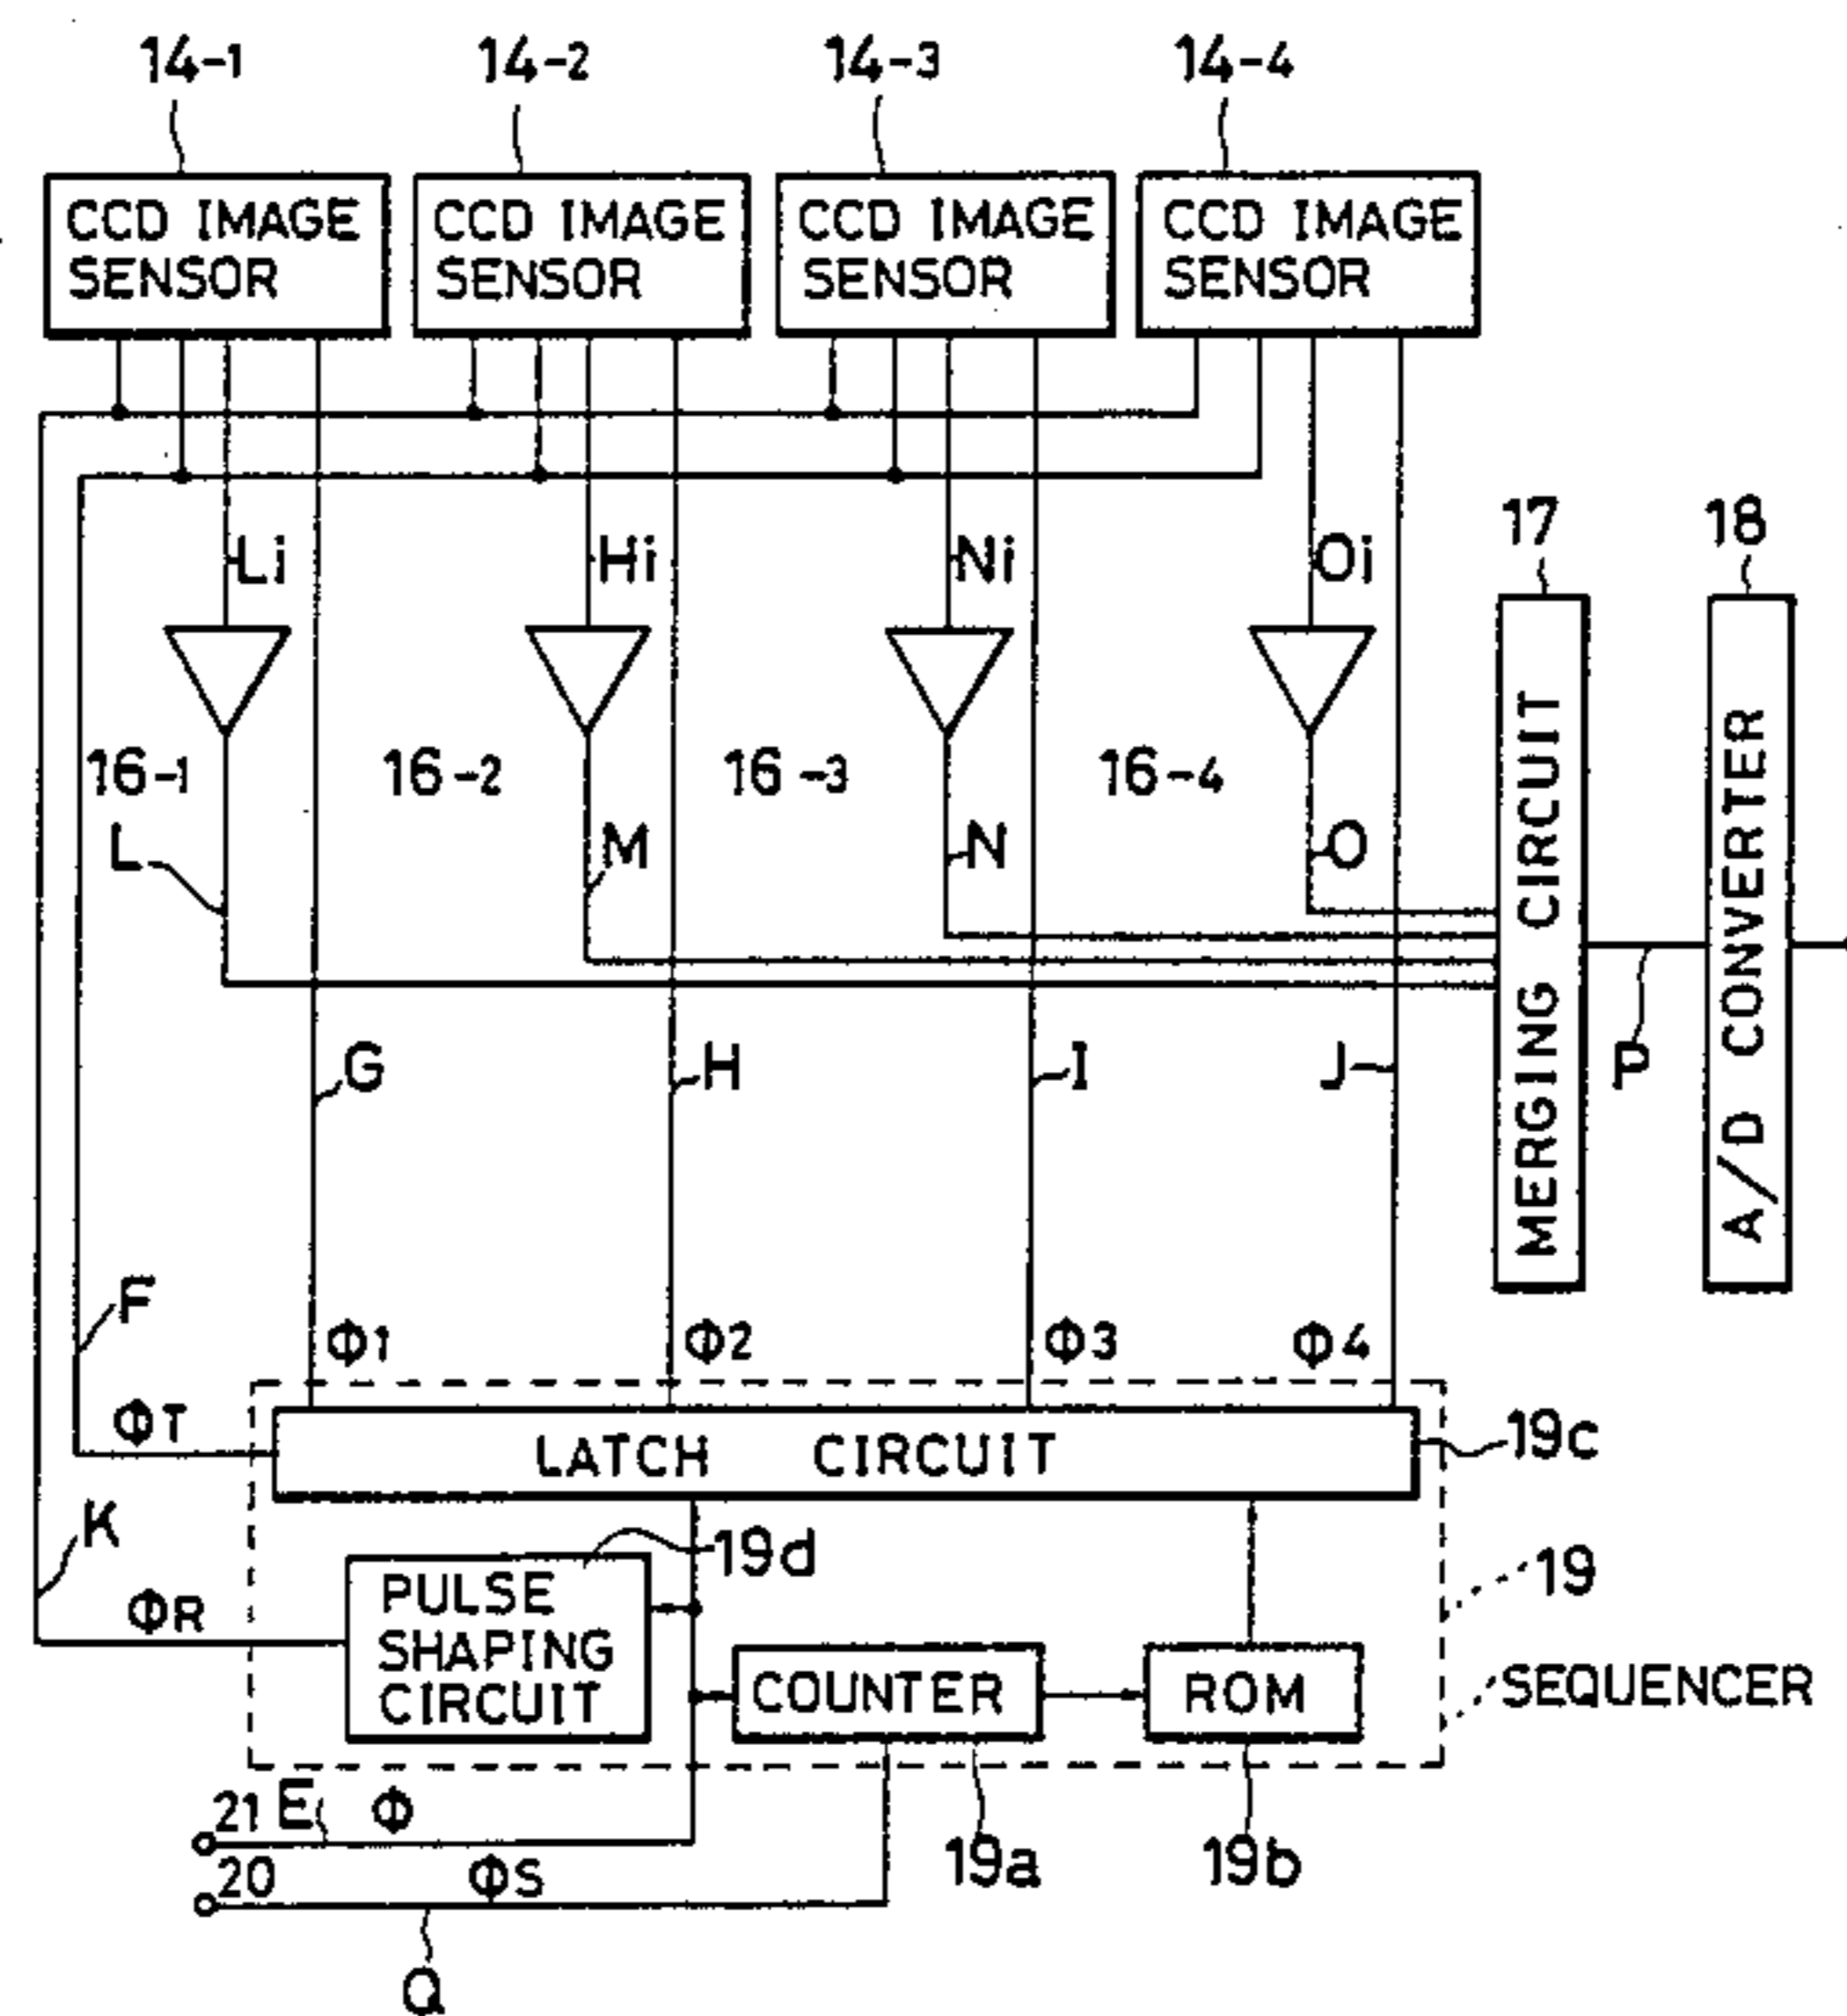 14-1 14-2 14-3 14-4
CCD IMAGE
SENSOR
CCD IMAGE
SENSOR
CCD IMAGE
SENSOR
CCD IMAGE
SENSOR
Li Hi Ni Oi
17 18
16-1 16-2 16-3 16-4
L M N O
MERGING CIRCUIT
A/D CONVERTER
P
G H I J
F
Φ1 Φ2 Φ3 Φ4
ΦT
LATCH CIRCUIT
19c
K
19d
ΦR
PULSE
SHAPING
CIRCUIT
19
COUNTER
ROM
SEQUENCER
21 E Φ
20 ΦS
19a 19b
Q